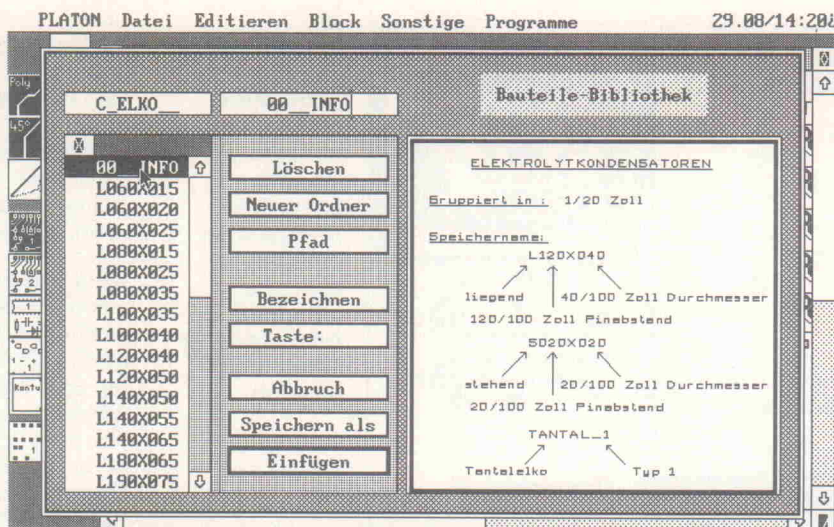 PLATON Datei Editieren Block Sonstige Programme 29.08/14:20
Poly
45°
C_ELKO__ 00__INFO
Bauteile-Bibliothek
00__INFO
L060X015
L060X020
L060X025
L080X015
L080X025
L080X035
L100X035
L100X040
L120X040
L120X050
L140X050
L140X055
L140X065
L180X065
L190X075
Löschen
Neuer Ordner
Pfad
Bezeichnen
Taste:
Abbruch
Speichern als
Einfügen
ELEKTROLYTKONDENSATOREN
Gruppiert in : 1/20 Zoll
Speichername:
L120X040
liegend 40/100 Zoll Durchmesser
120/100 Zoll Pinabstand
S020X020
stehend 20/100 Zoll Durchmesser
20/100 Zoll Pinabstand
TANTAL_1
Tantalelko Typ 1